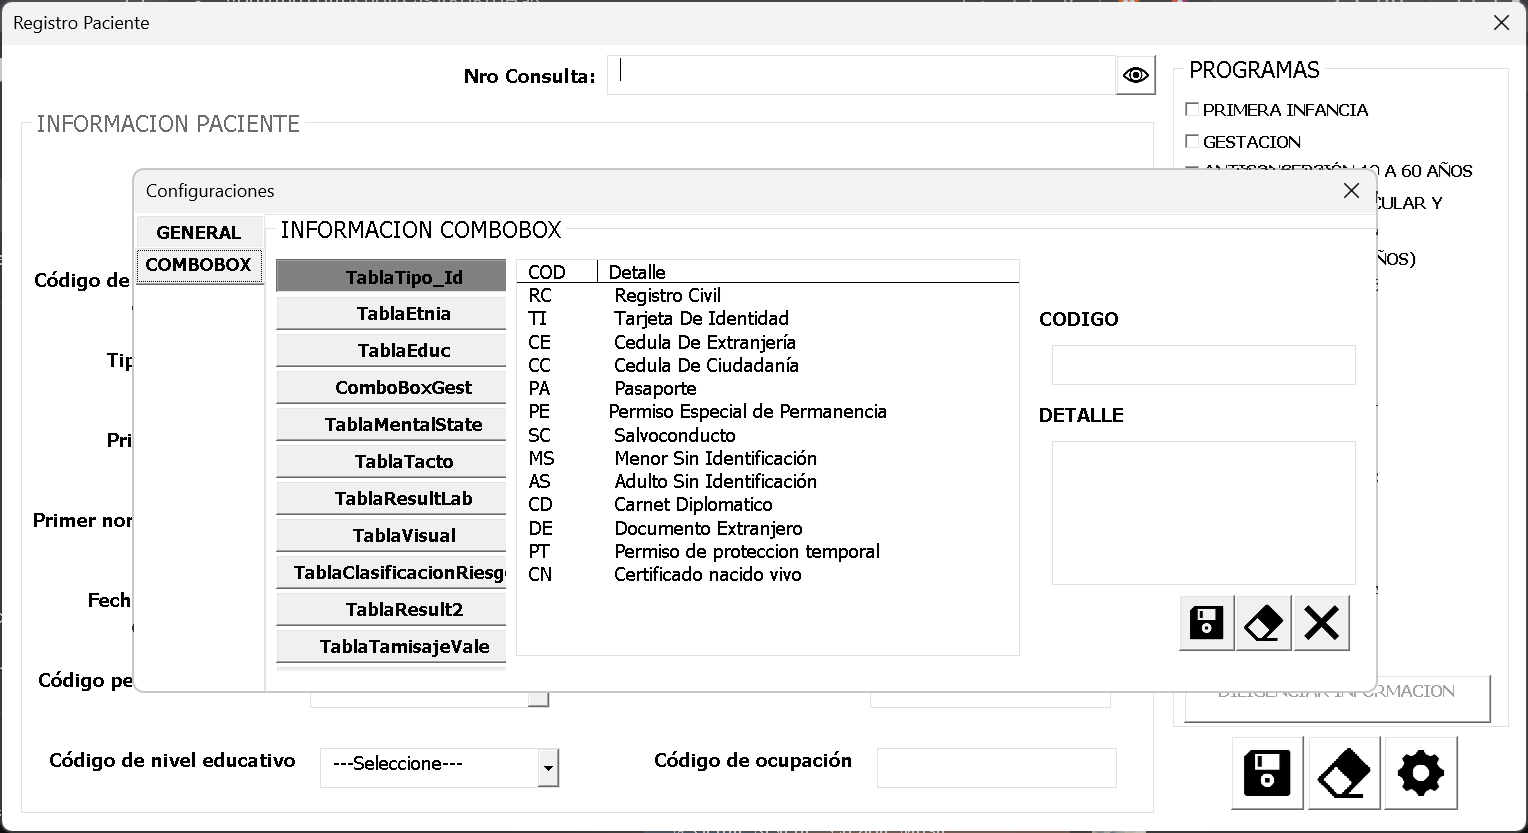 Registro Paciente
Nro Consulta:
PROGRAMAS
PRIMERA INFANCIA
GESTACION
ANTICONCEPCIÓN 10 A 60 AÑOS
CULAR Y
ÑOS)
INFORMACION PACIENTE
Código de
Tip
Pri
Primer nor
Fech
Código pe
Código de nivel educativo
---Seleccione---
Código de ocupación
DILIGENCIAR INFORMACION
Configuraciones
GENERAL
COMBOBOX
INFORMACION COMBOBOX
TablaTipo_Id
TablaEtnia
TablaEduc
ComboBoxGest
TablaMentalState
TablaTacto
TablaResultLab
TablaVisual
TablaClasificacionRiesg
TablaResult2
TablaTamisajeVale
COD Detalle
RC Registro Civil
TI Tarjeta De Identidad
CE Cedula De Extranjería
CC Cedula De Ciudadanía
PA Pasaporte
PE Permiso Especial de Permanencia
SC Salvoconducto
MS Menor Sin Identificación
AS Adulto Sin Identificación
CD Carnet Diplomatico
DE Documento Extranjero
PT Permiso de proteccion temporal
CN Certificado nacido vivo
CODIGO
DETALLE